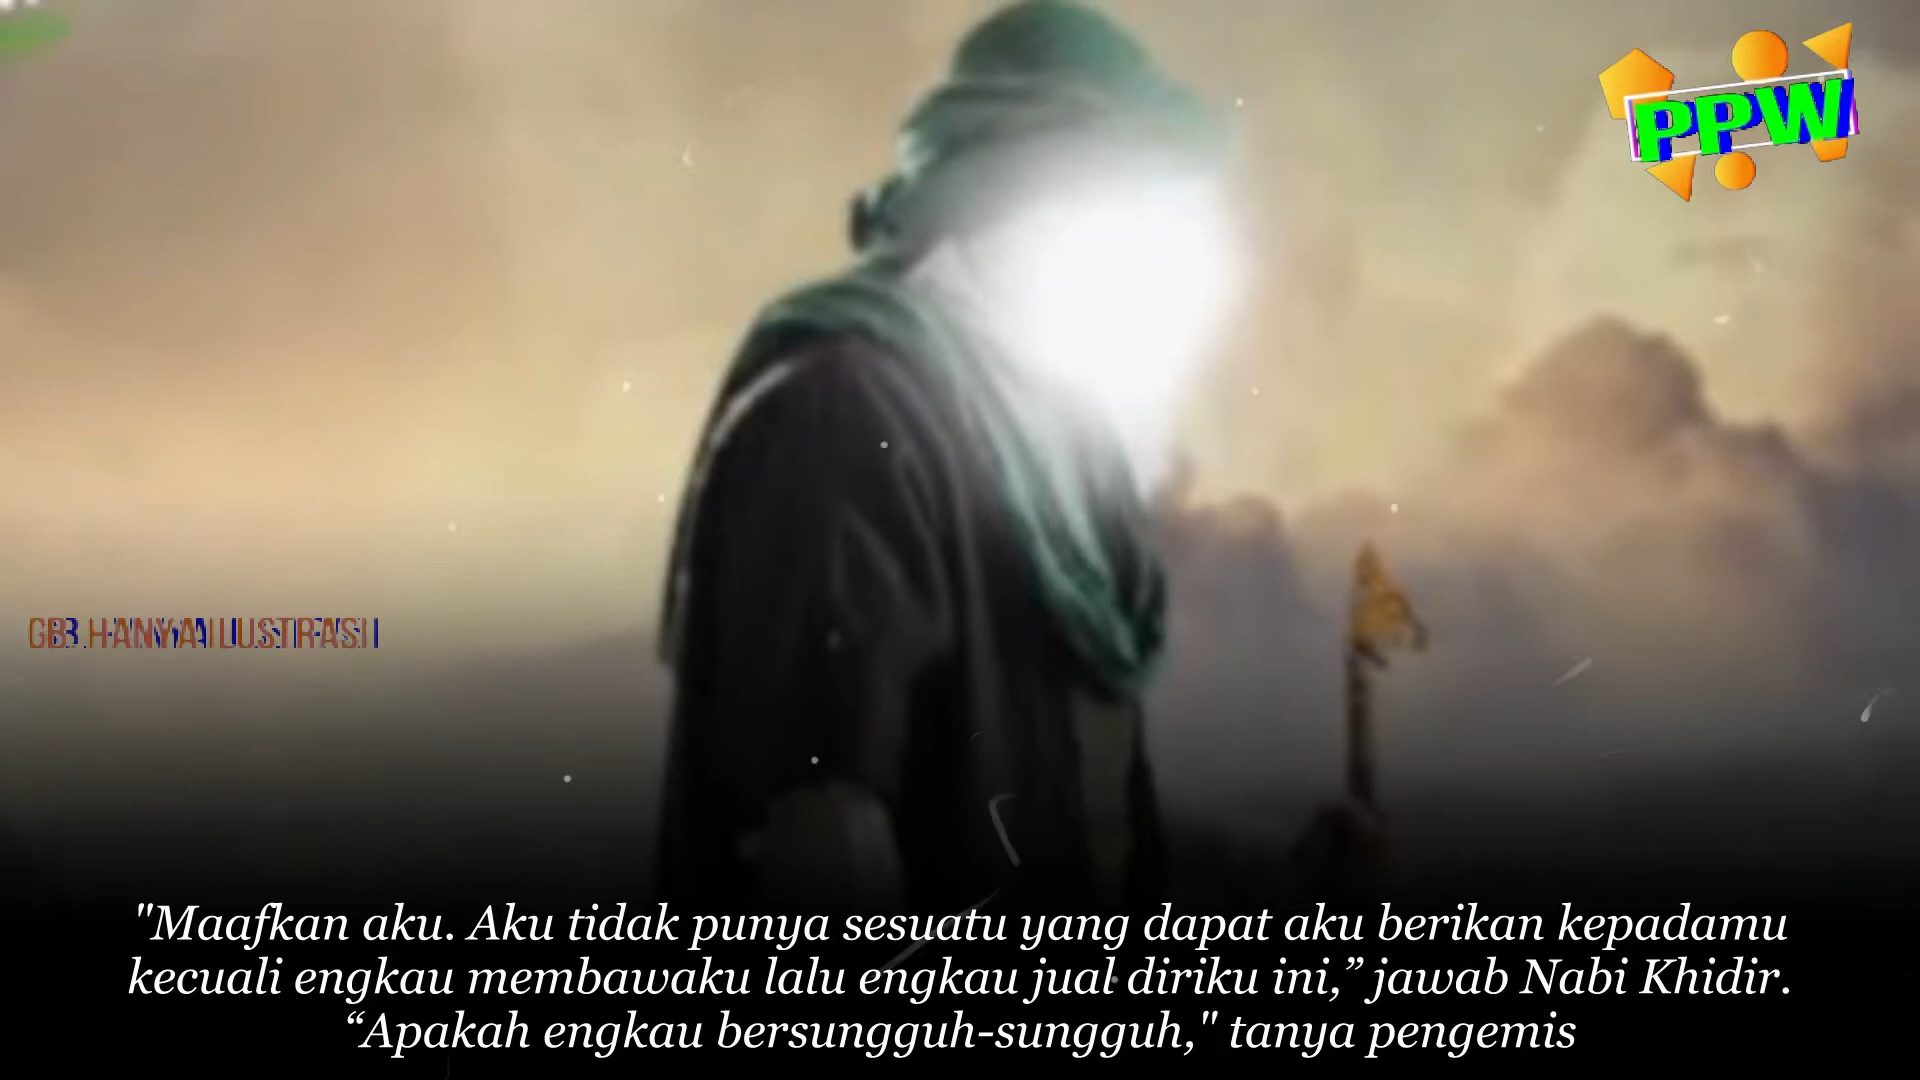 PPW
GB.HANYA ILUSTRASI
"Maafkan aku. Aku tidak punya sesuatu yang dapat aku berikan kepadamu
kecuali engkau membawaku lalu engkau jual diriku ini,” jawab Nabi Khidir.
“Apakah engkau bersungguh-sungguh," tanya pengemis